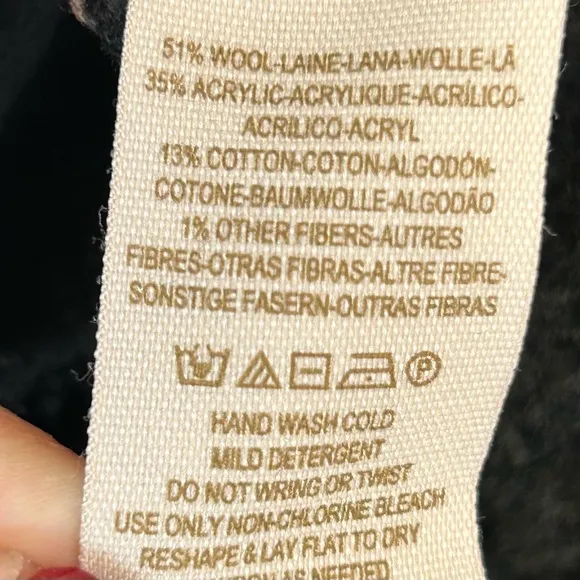 51% WOOL-LAINE-LANA-WOLLE-LÃ
35% ACRYLIC-ACRYLIQUE-ACRÍLICO-
ACRILICO-ACRYL
13% COTTON-COTON-ALGODÓN-
COTONE-BAUMWOLLE-ALGODÃO
1% OTHER FIBERS-AUTRES
FIBRES-OTRAS FIBRAS-ALTRE FIBRE-
SONSTIGE FASERN-OUTRAS FIBRAS
P
HAND WASH COLD
MILD DETERGENT
DO NOT WRING OR TWIST
USE ONLY NON-CHLORINE BLEACH
RESHAPE & LAY FLAT TO DRY
AS NEEDED